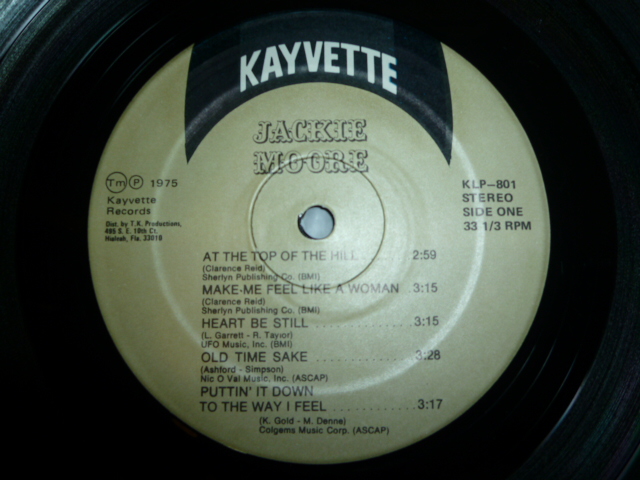 KAYVETTE
JACKIE
MOORE
Tm P 1975
Kayvette
Records
Dist. by T.K. Productions,
495 S.E. 10th Ct.
Hialeah, Fla. 33010
KLP-801
STEREO
SIDE ONE
33 1/3 RPM
AT THE TOP OF THE HILL . . . . . 2:59
(Clarence Reid)
Sherlyn Publishing Co. (BMI)
MAKE-ME FEEL LIKE A WOMAN . 3:15
(Clarence Reid)
Sherlyn Publishing Co. (BMI)
HEART BE STILL . . . . . . . . . . . . . 3:15
(L. Garrett - R. Taylor)
UFO Music, Inc. (BMI)
OLD TIME SAKE . . . . . . . . . . . . . 3:28
(Ashford - Simpson)
Nic O Val Music, Inc. (ASCAP)
PUTTIN' IT DOWN
TO THE WAY I FEEL . . . . . . . . . . . 3:17
(K. Gold - M. Denne)
Colgems Music Corp. (ASCAP)